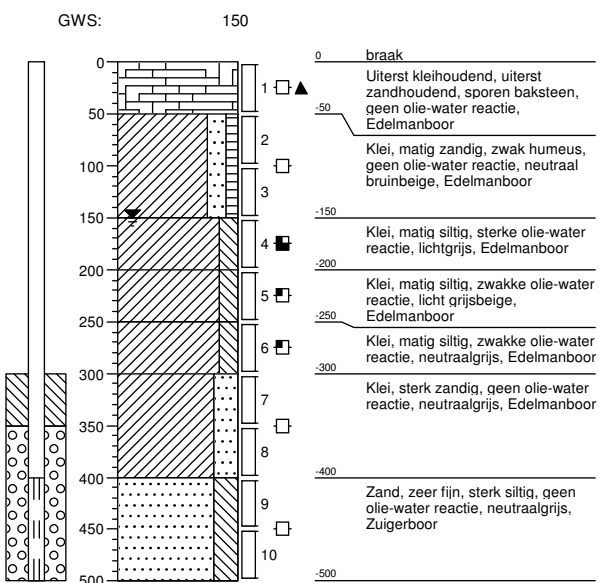 GWS: 150
0
50
100
150
200
250
300
350
400
450
500
1
2
3
4
5
6
7
8
9
10
0
braak
Uiterst kleihoudend, uiterst
zandhoudend, sporen baksteen,
geen olie-water reactie,
Edelmanboor
-50
Klei, matig zandig, zwak humeus,
geen olie-water reactie, neutraal
bruinbeige, Edelmanboor
-150
Klei, matig siltig, sterke olie-water
reactie, lichtgrijs, Edelmanboor
-200
Klei, matig siltig, zwakke olie-water
reactie, licht grijsbeige,
Edelmanboor
-250
Klei, matig siltig, zwakke olie-water
reactie, neutraalgrijs, Edelmanboor
-300
Klei, sterk zandig, geen olie-water
reactie, neutraalgrijs, Edelmanboor
-400
Zand, zeer fijn, sterk siltig, geen
olie-water reactie, neutraalgrijs,
Zuigerboor
-500